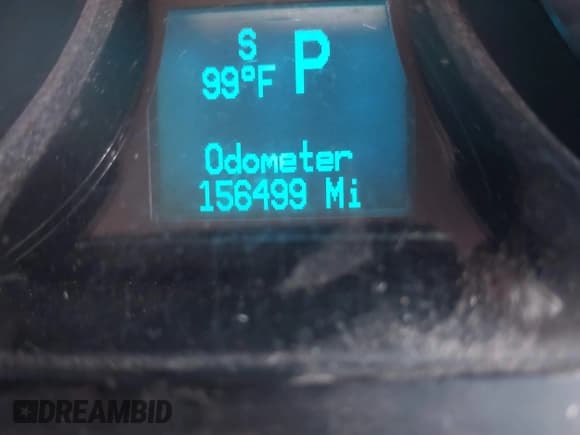 S P
99°F
Odometer
156499 Mi
DREAMBID